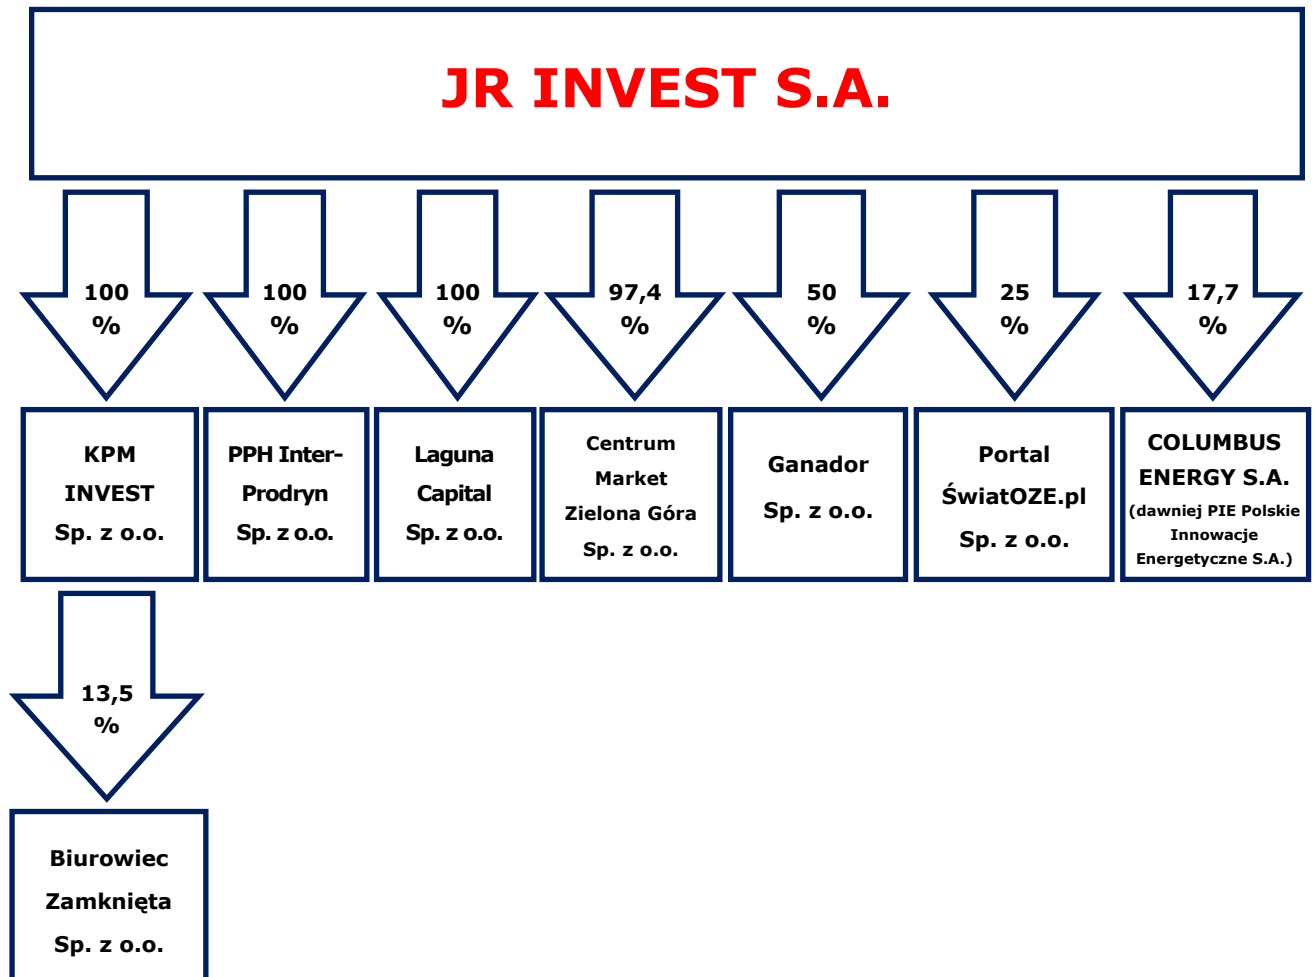 JR INVEST S.A.
100
%
100
%
100
%
97,4
%
50
%
25
%
17,7
%
KPM
INVEST
Sp. z o.o.
PPH Inter-
Prodryn
Sp. z o.o.
Laguna
Capital
Sp. z o.o.
Centrum
Market
Zielona Góra
Sp. z o.o.
Ganador
Sp. z o.o.
Portal
ŚwiatOZE.pl
Sp. z o.o.
COLUMBUS
ENERGY S.A.
(dawniej PIE Polskie
Innowacje
Energetyczne S.A.)
13,5
%
Biurowiec
Zamknięta
Sp. z o.o.